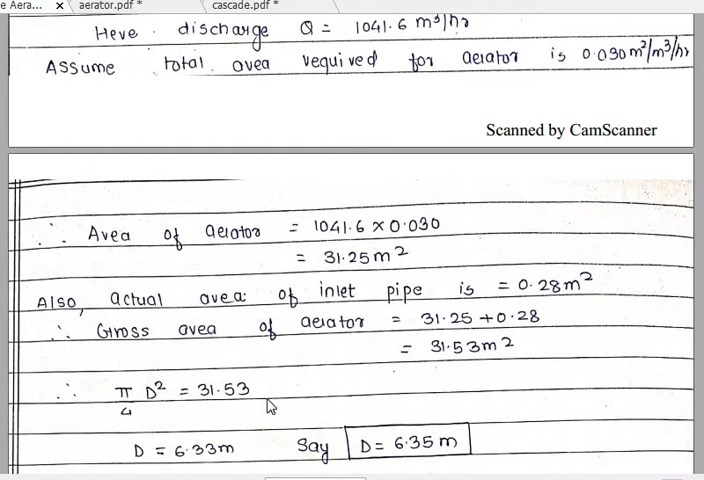 e Aera... x aerator.pdf * cascade.pdf *
Here . discharge Q = 1041.6 m³/hr
Assume total area required for aerator is 0.030 m²/m³/hr
Scanned by CamScanner
∴ Area of aerator = 1041.6 x 0.030
= 31.25 m²
Also, actual area of inlet pipe is = 0.28 m²
∴ Gross area of aerator = 31.25 + 0.28
= 31.53 m²
∴ π/4 D² = 31.53
D = 6.33 m Say D = 6.35 m